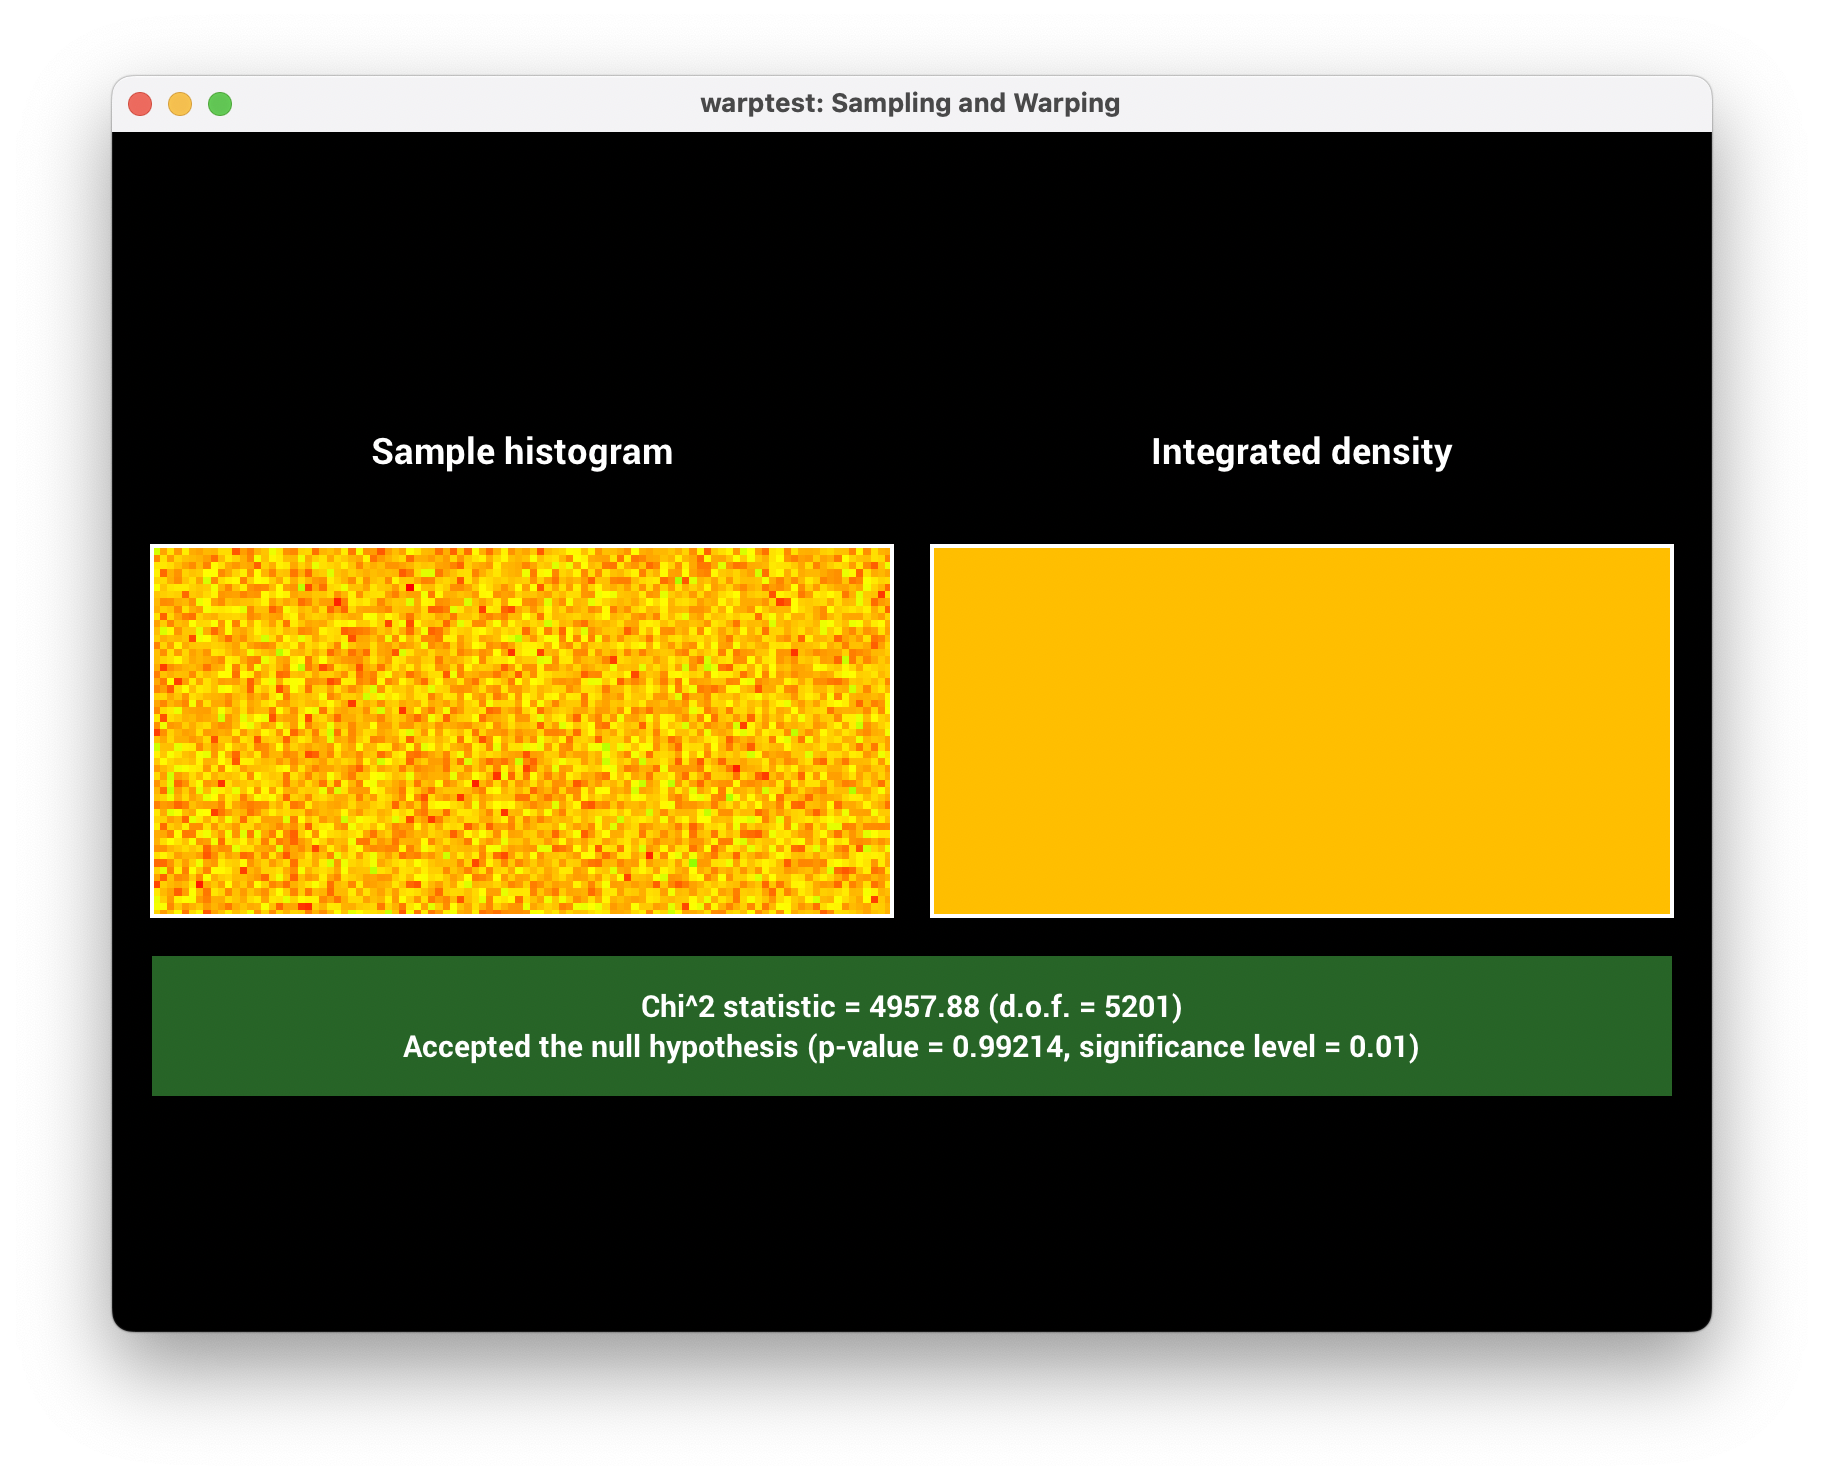 warptest: Sampling and Warping
Sample histogram
Integrated density
Chi^2 statistic = 4957.88 (d.o.f. = 5201)
Accepted the null hypothesis (p-value = 0.99214, significance level = 0.01)